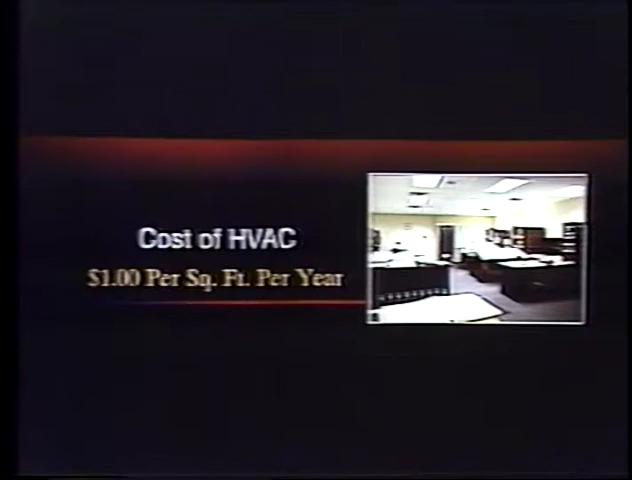 Cost of HVAC
$1.00 Per Sq. Ft. Per Year